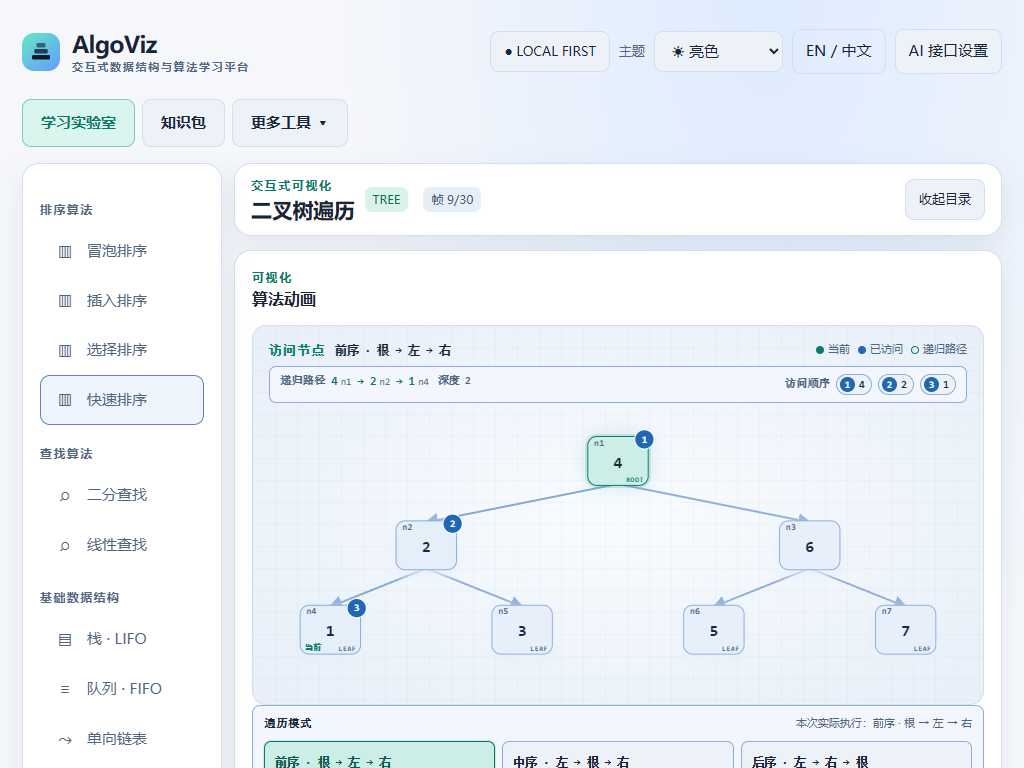 AlgoViz
交互式数据结构与算法学习平台
● LOCAL FIRST
主题
☀ 亮色
EN / 中文
AI 接口设置
学习实验室
知识包
更多工具 ▾
排序算法
冒泡排序
插入排序
选择排序
快速排序
查找算法
二分查找
线性查找
基础数据结构
栈 · LIFO
队列 · FIFO
单向链表
交互式可视化
二叉树遍历
TREE
帧 9/30
收起目录
可视化
算法动画
访问节点 前序 · 根 → 左 → 右
当前 已访问 递归路径
递归路径 4 n1 → 2 n2 → 1 n4 深度 2
访问顺序 1 4 2 2 3 1
n1 1
4
ROOT
n2 2
2
n3
6
n4 3
1
当前 LEAF
n5
3
LEAF
n6
5
LEAF
n7
7
LEAF
遍历模式
本次实际执行：前序 · 根 → 左 → 右
前序 · 根 → 左 → 右
中序 · 左 → 根 → 右
后序 · 左 → 右 → 根